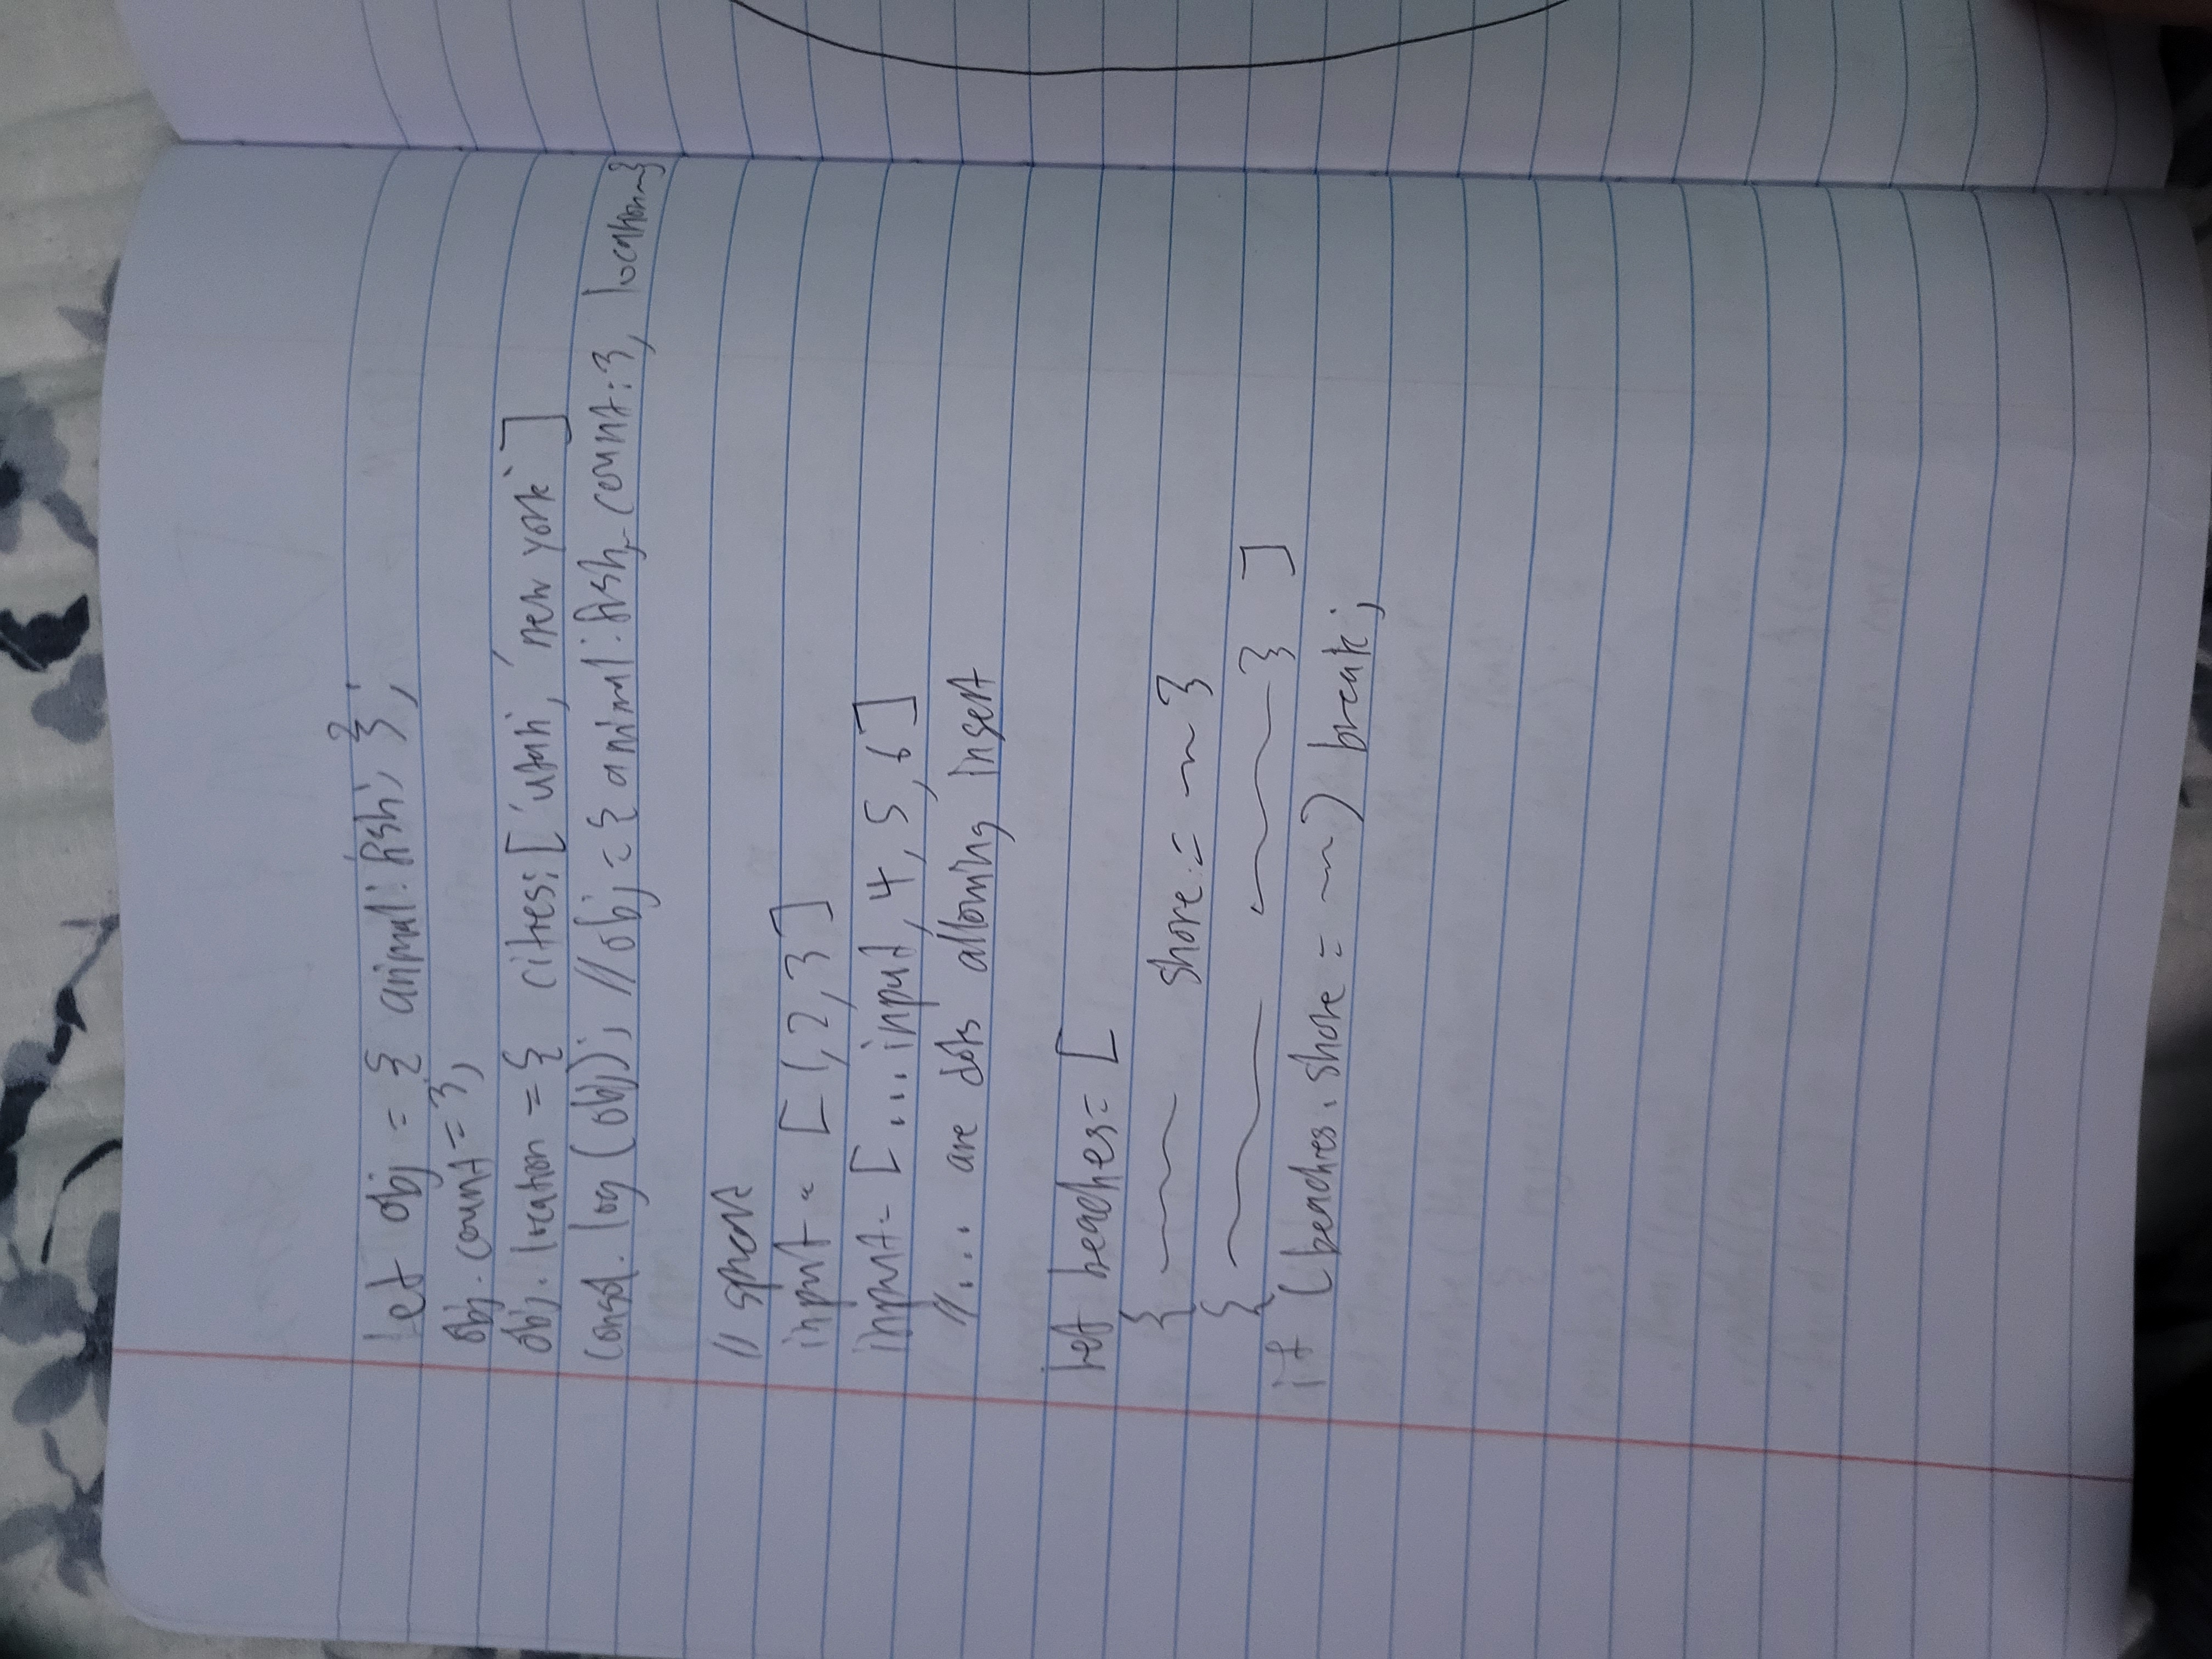 let obj = { animal: 'fish', };
obj. count = 3;
obj. location = { cities: ['utah', 'new york']
consol. log (obj); // obj = { animal: fish, count: 3, location~}
//
input = [1, 2, 3]
input = [... input, 4, 5, 6]
//... are dots allowing insert
let beaches = [
{ shore = ~ }
{ } ]
if (beaches. shore = ~) break;